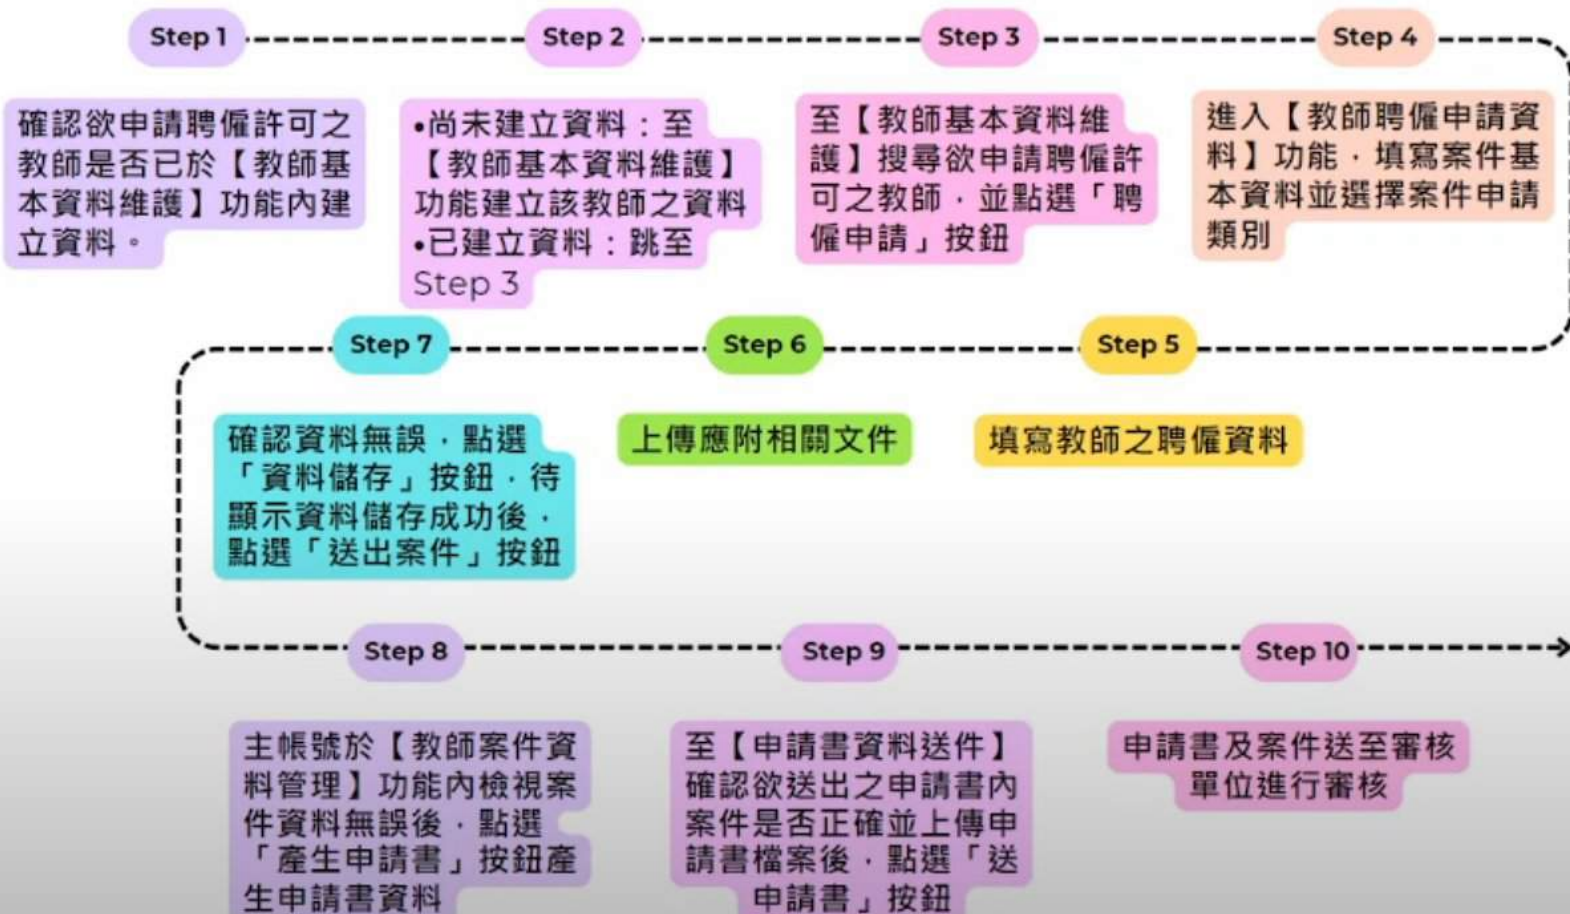 Step 1
Step 2
Step 3
Step 4
確認欲申請聘僱許可之
教師是否已於【教師基
本資料維護】功能內建
立資料。
•尚未建立資料：至
【教師基本資料維護】
功能建立該教師之資料
•已建立資料：跳至
Step 3
至【教師基本資料維
護】搜尋欲申請聘僱許
可之教師，並點選「聘
僱申請」按鈕
進入【教師聘僱申請資
料】功能，填寫案件基
本資料並選擇案件申請
類別
Step 5
填寫教師之聘僱資料
Step 6
上傳應附相關文件
Step 7
確認資料無誤，點選
「資料儲存」按鈕，待
顯示資料儲存成功後，
點選「送出案件」按鈕
Step 8
主帳號於【教師案件資
料管理】功能內檢視案
件資料無誤後，點選
「產生申請書」按鈕產
生申請書資料
Step 9
至【申請書資料送件】
確認欲送出之申請書內
案件是否正確並上傳申
請書檔案後，點選「送
申請書」按鈕
Step 10
申請書及案件送至審核
單位進行審核